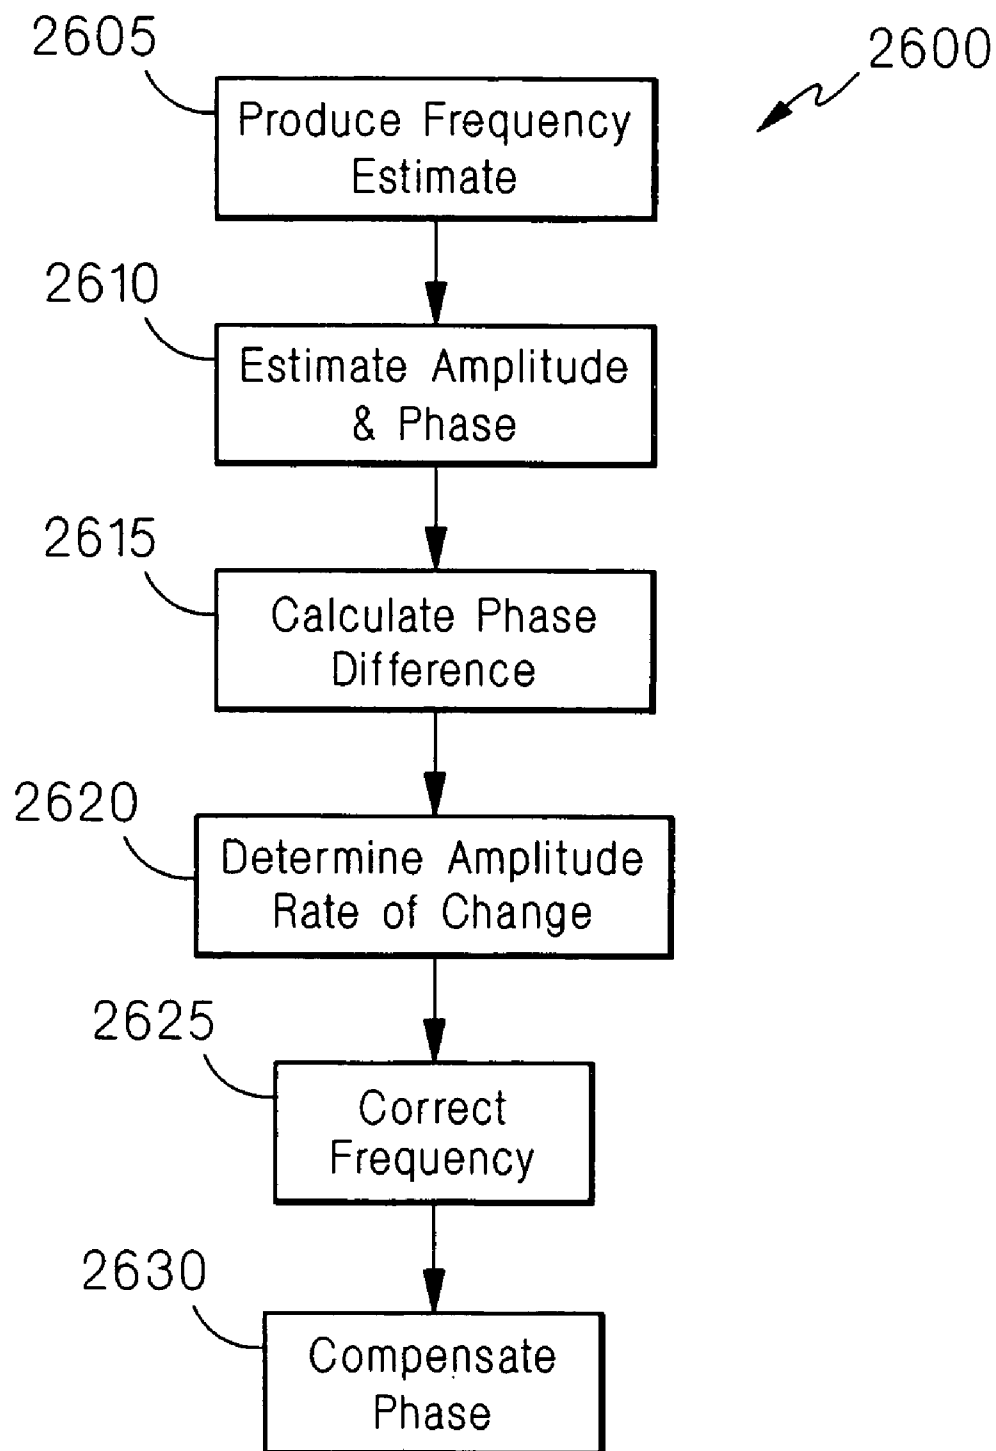 2605
2600
Produce Frequency
Estimate
2610
Estimate Amplitude
& Phase
2615
Calculate Phase
Difference
2620
Determine Amplitude
Rate of Change
2625
Correct
Frequency
2630
Compensate
Phase